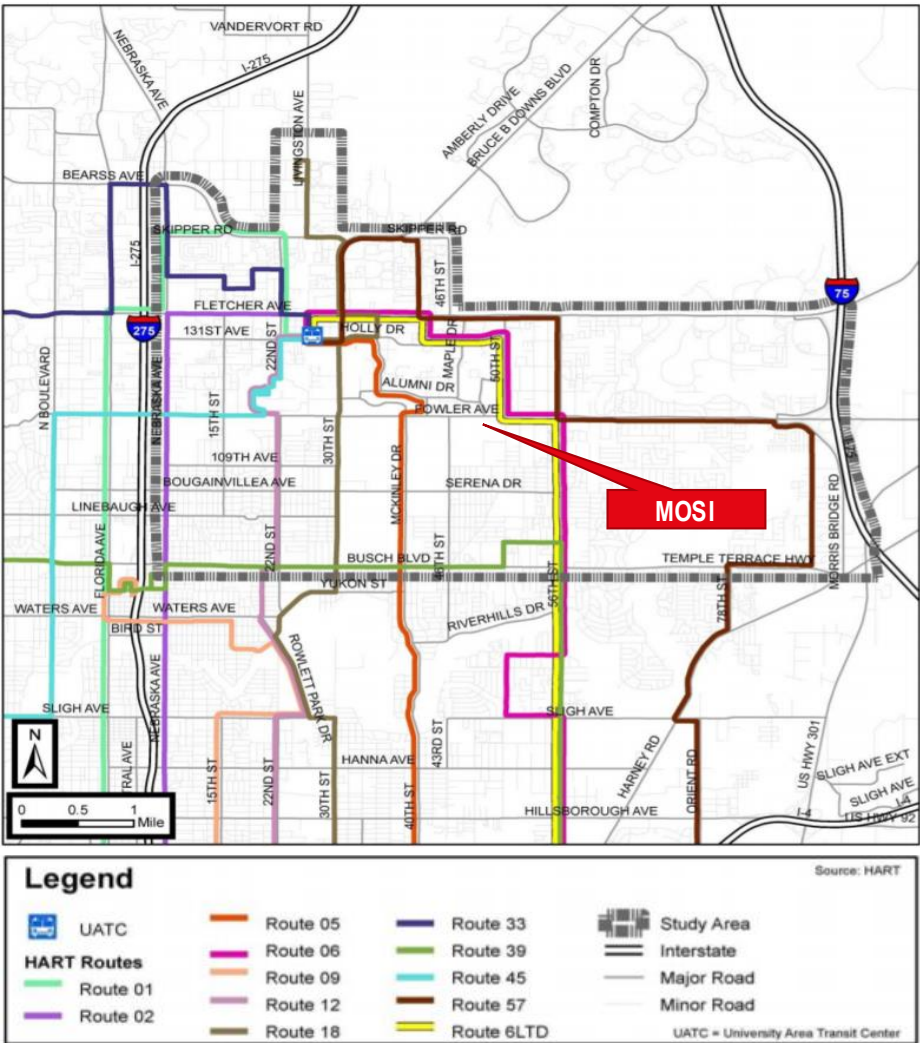 VANDERVORT RD
NEBRASKA AVE
I-275
LIVINGSTON AVE
AMBERLY DRIVE
BRUCE B DOWNS BLVD
COMPTON DR
BEARSS AVE
SKIPPER RD
SKIPPER RD
I-275
46TH ST
75
FLETCHER AVE
275
131ST AVE
HOLLY DR
22ND ST
MAPLE DR
50TH ST
N BOULEVARD
NEBRASKA AVE
ALUMNI DR
15TH ST
FOWLER AVE
30TH ST
I-75
109TH AVE
MCKINLEY DR
BOUGAINVILLEA AVE
SERENA DR
MOSI
LINEBAUGH AVE
FLORIDA AVE
22ND ST
BUSCH BLVD
46TH ST
TEMPLE TERRACE HWY
MORRIS BRIDGE RD
YUKON ST
56TH ST
78TH ST
WATERS AVE
WATERS AVE
BIRD ST
RIVERHILLS DR
ROWLETT PARK DR
NEBRASKA AVE
SLIGH AVE
SLIGH AVE
N
TRAL AVE
15TH ST
22ND ST
30TH ST
HANNA AVE
40TH ST
43RD ST
HARNEY RD
ORIENT RD
US HWY 301
SLIGH AVE EXT
SLIGH AVE
I-4
I-4
US HWY 92
HILLSBOROUGH AVE
0 0.5 1
Mile
Legend
Source: HART
UATC
HART Routes
Route 01
Route 02
Route 05
Route 06
Route 09
Route 12
Route 18
Route 33
Route 39
Route 45
Route 57
Route 6LTD
Study Area
Interstate
Major Road
Minor Road
UATC = University Area Transit Center